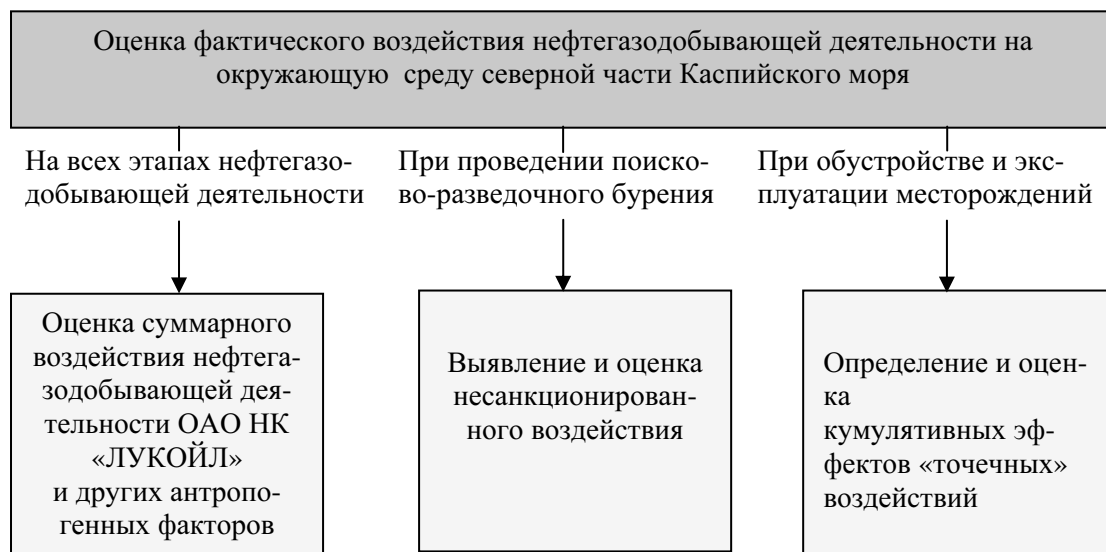 Оценка фактического воздействия нефтегазодобывающей деятельности на
окружающую среду северной части Каспийского моря
На всех этапах нефтегазо-
добывающей деятельности
При проведении поиско-
во-разведочного бурения
При обустройстве и экс-
плуатации месторождений
Оценка суммарного
воздействия нефтега-
зодобывающей дея-
тельности ОАО НК
«ЛУКОЙЛ»
и других антропо-
генных факторов
Выявление и оценка
несанкционирован-
ного воздействия
Определение и оцен-
ка
кумулятивных эф-
фектов «точечных»
воздействий